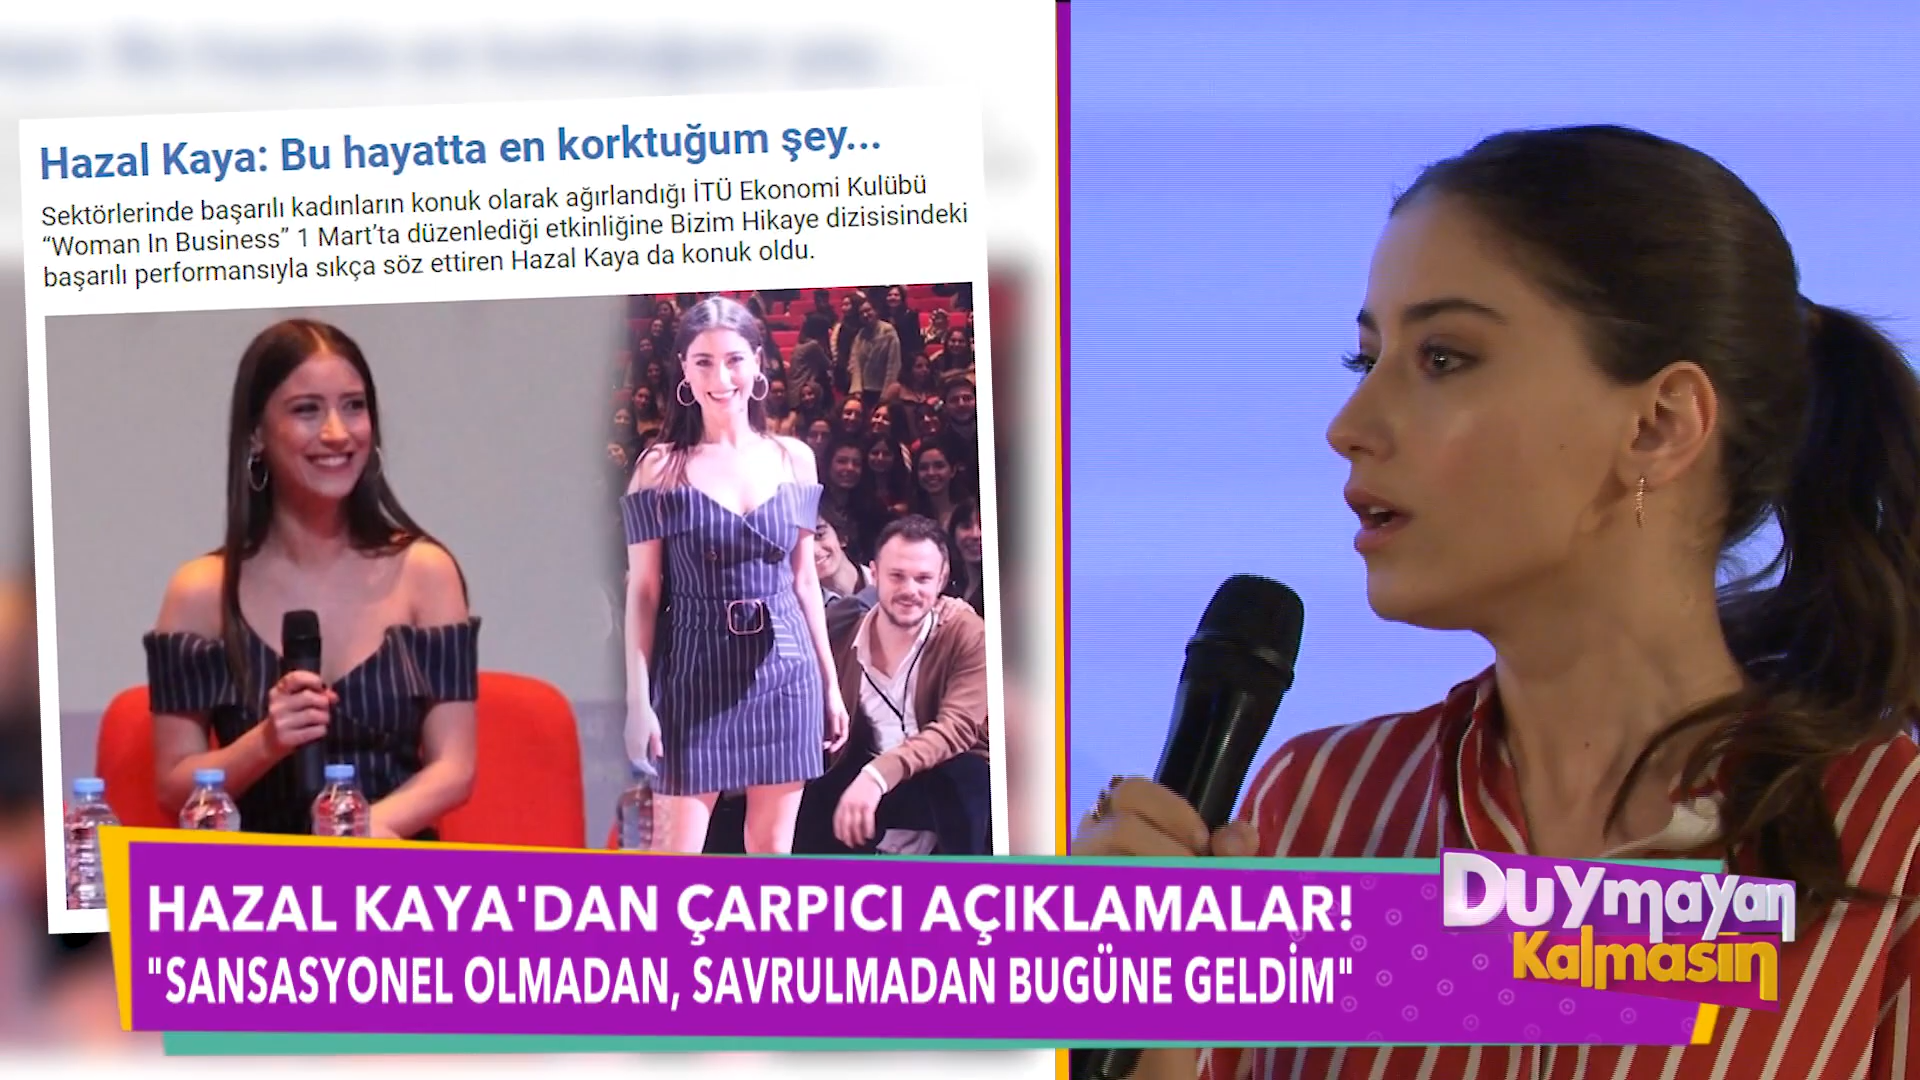 Hazal Kaya: Bu hayatta en korktuğum şey...
Sektörlerinde başarılı kadınların konuk olarak ağırlandığı İTÜ Ekonomi Kulübü
“Woman In Business” 1 Mart’ta düzenlediği etkinliğine Bizim Hikaye dizisisindeki
başarılı performansıyla sıkça söz ettiren Hazal Kaya da konuk oldu.
HAZAL KAYA'DAN ÇARPICI AÇIKLAMALAR!
"SANSASYONEL OLMADAN, SAVRULMADAN BUGÜNE GELDİM"
Duymayan
Kalmasın